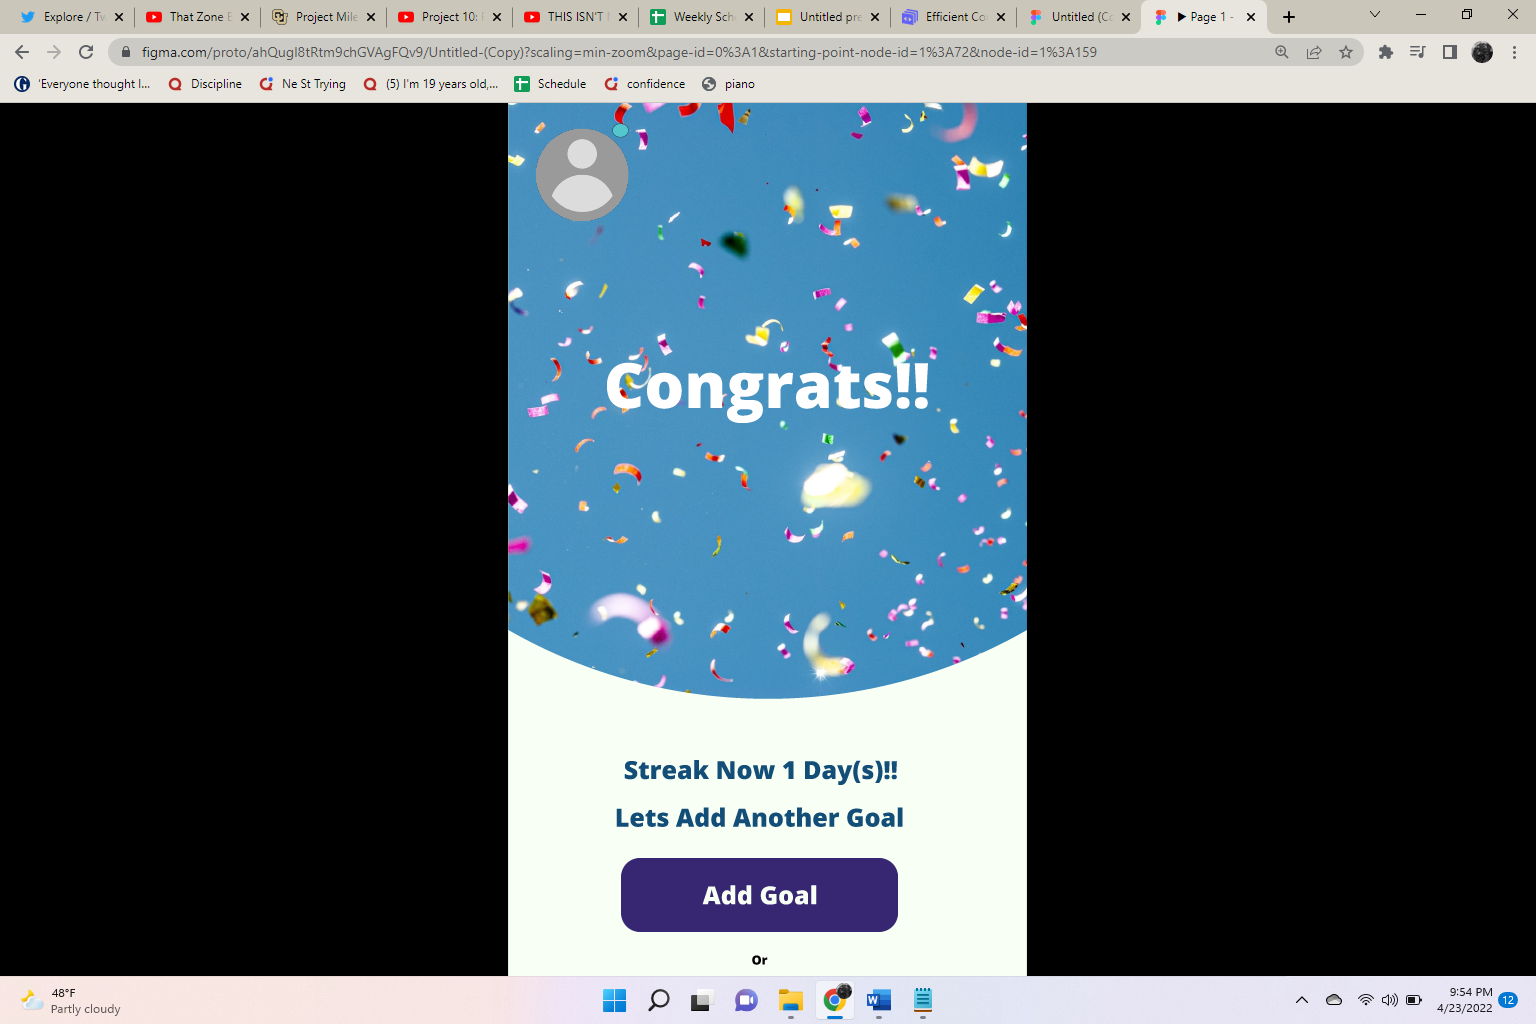 Explore / Tw
That Zone E
Project Mile
Project 10:
THIS ISN'T
Weekly Sch
Untitled pre
Efficient Co
Untitled (Co
Page 1 -
figma.com/proto/ahQugI8tRtm9chGVAgFQv9/Untitled-(Copy)?scaling=min-zoom&page-id=0%3A1&starting-point-node-id=1%3A72&node-id=1%3A159
'Everyone thought I...
Discipline
Ne St Trying
(5) I'm 19 years old,...
Schedule
confidence
piano
Congrats!!
Streak Now 1 Day(s)!!
Lets Add Another Goal
Add Goal
Or
48°F
Partly cloudy
9:54 PM
4/23/2022
12